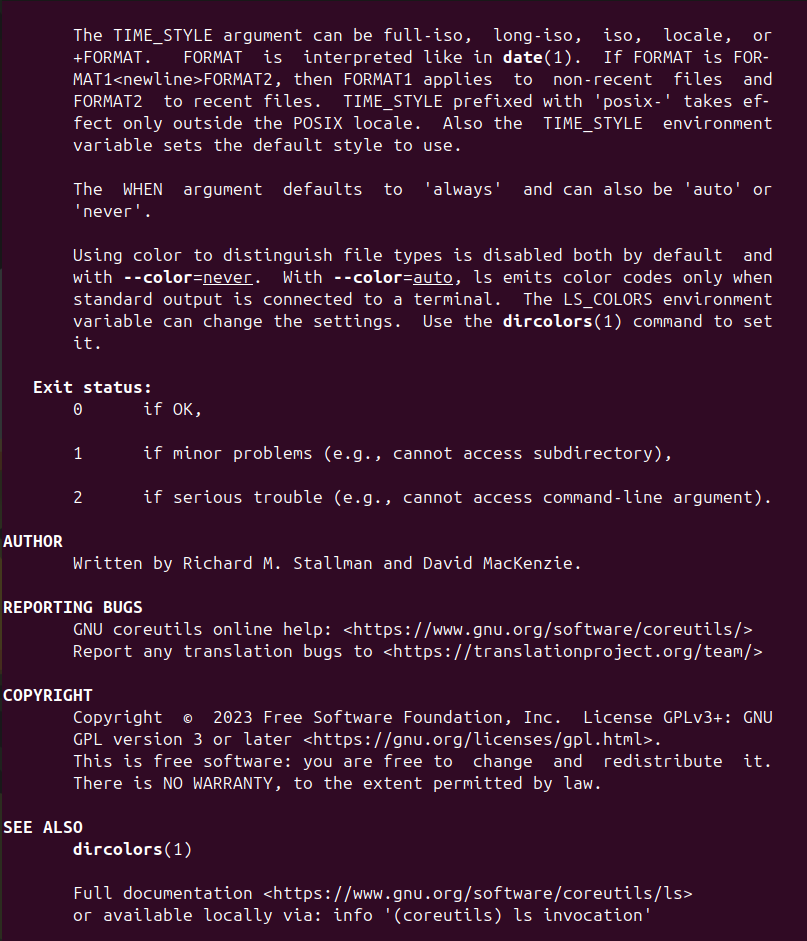 The TIME_STYLE argument can be full-iso, long-iso, iso, locale, or
+FORMAT. FORMAT is interpreted like in date(1). If FORMAT is FOR-
MAT1<newline>FORMAT2, then FORMAT1 applies to non-recent files and
FORMAT2 to recent files. TIME_STYLE prefixed with 'posix-' takes ef-
fect only outside the POSIX locale. Also the TIME_STYLE environment
variable sets the default style to use.
The WHEN argument defaults to 'always' and can also be 'auto' or
'never'.
Using color to distinguish file types is disabled both by default and
with --color=never. With --color=auto, ls emits color codes only when
standard output is connected to a terminal. The LS_COLORS environment
variable can change the settings. Use the dircolors(1) command to set
it.
Exit status:
0 if OK,
1 if minor problems (e.g., cannot access subdirectory),
2 if serious trouble (e.g., cannot access command-line argument).
AUTHOR
Written by Richard M. Stallman and David MacKenzie.
REPORTING BUGS
GNU coreutils online help: <https://www.gnu.org/software/coreutils/>
Report any translation bugs to <https://translationproject.org/team/>
COPYRIGHT
Copyright © 2023 Free Software Foundation, Inc. License GPLv3+: GNU
GPL version 3 or later <https://gnu.org/licenses/gpl.html>.
This is free software: you are free to change and redistribute it.
There is NO WARRANTY, to the extent permitted by law.
SEE ALSO
dircolors(1)
Full documentation <https://www.gnu.org/software/coreutils/ls>
or available locally via: info '(coreutils) ls invocation'